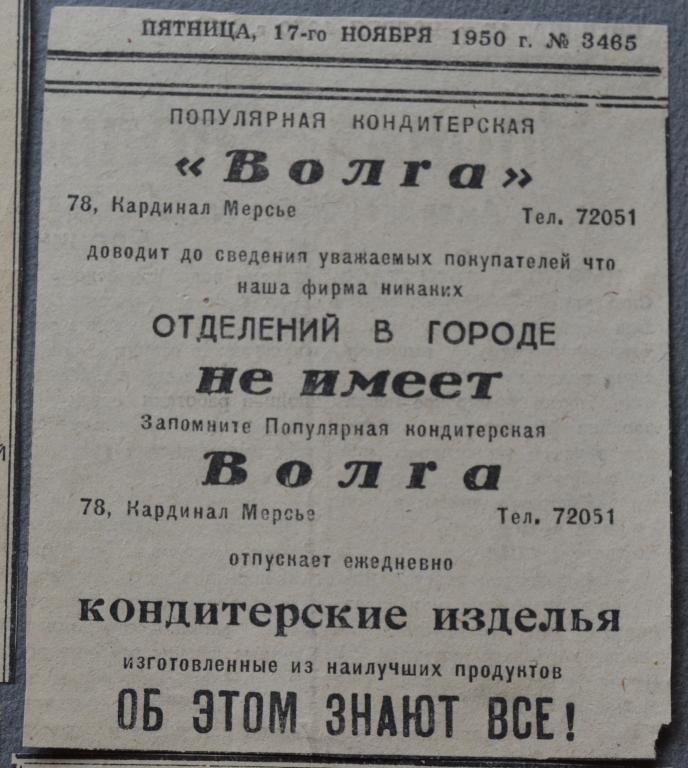 ПЯТНИЦА, 17-го НОЯБРЯ 1950 г. № 3465
ПОПУЛЯРНАЯ КОНДИТЕРСКАЯ
«Волга»
78, Кардинал Мерсье Тел. 72051
доводит до сведения уважаемых покупателей что
наша фирма никаких
ОТДЕЛЕНИЙ В ГОРОДЕ
не имеет
Запомните Популярная кондитерская
Волга
78, Кардинал Мерсье Тел. 72051
отпускает ежедневно
кондитерские изделья
изготовленные из наилучших продуктов
ОБ ЭТОМ ЗНАЮТ ВСЕ!